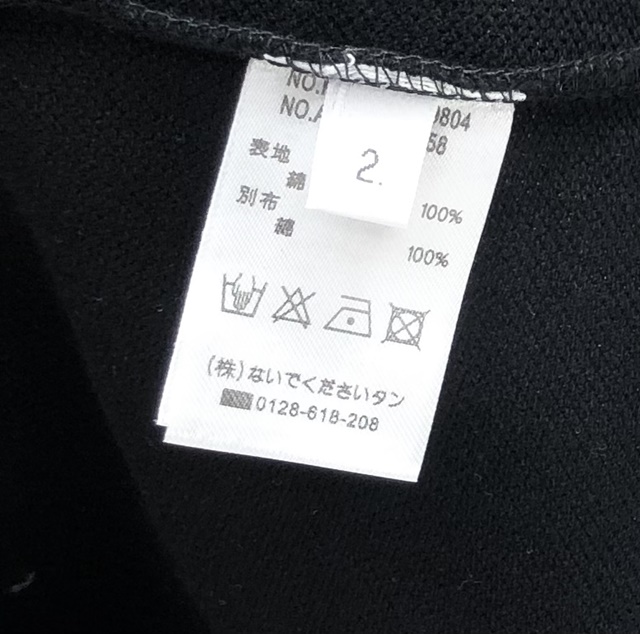 NO.
NO.A
0804
58
2.
表地
綿 100%
別布
綿 100%
(株)ないでくださいタン
0128-618-208